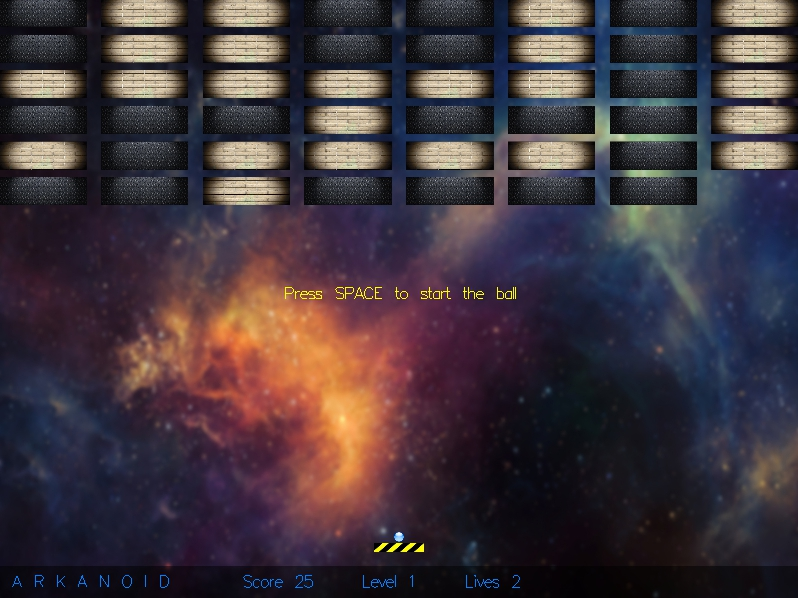 Press SPACE to start the ball
A R K A N O I D Score 25 Level 1 Lives 2